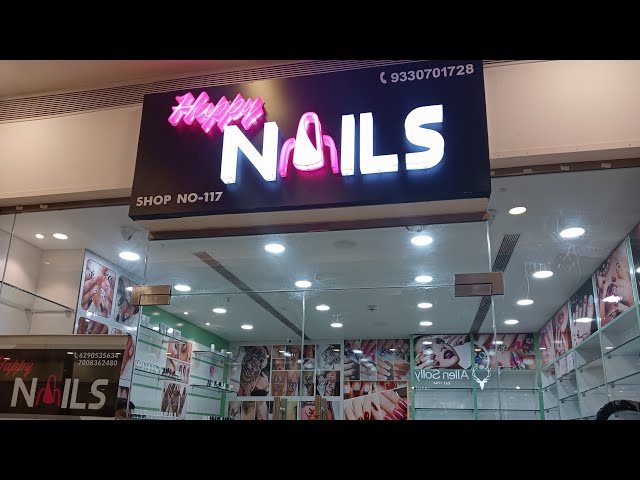 9330701728
Happy
NAILS
SHOP NO-117
6290535634
7008362480
Happy
NAILS
Allen Solly